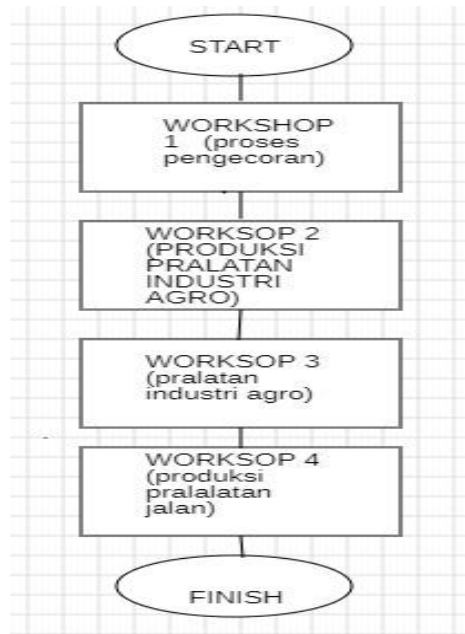 START
WORKSHOP
1 (proses
pengecoran)
WORKSOP 2
(PRODUKSI
PRALATAN
INDUSTRI
AGRO)
WORKSOP 3
(pralatan
industri agro)
WORKSOP 4
(produksi
pralalatan
jalan)
FINISH